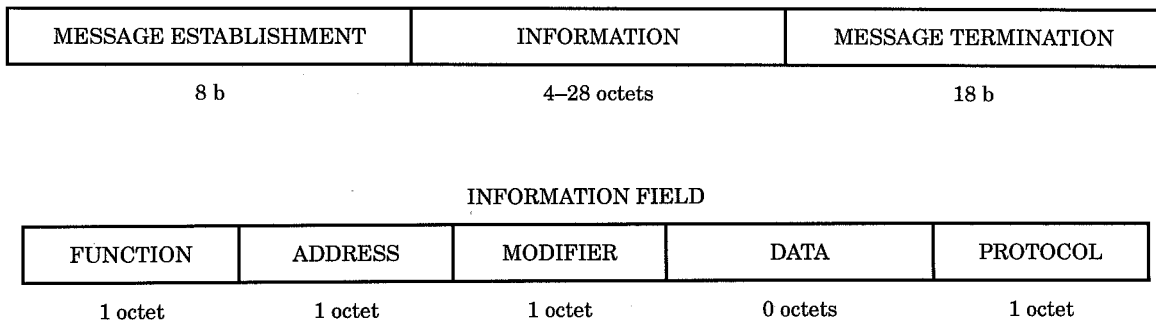 MESSAGE ESTABLISHMENT INFORMATION MESSAGE TERMINATION
8 b 4–28 octets 18 b
INFORMATION FIELD
FUNCTION ADDRESS MODIFIER DATA PROTOCOL
1 octet 1 octet 1 octet 0 octets 1 octet